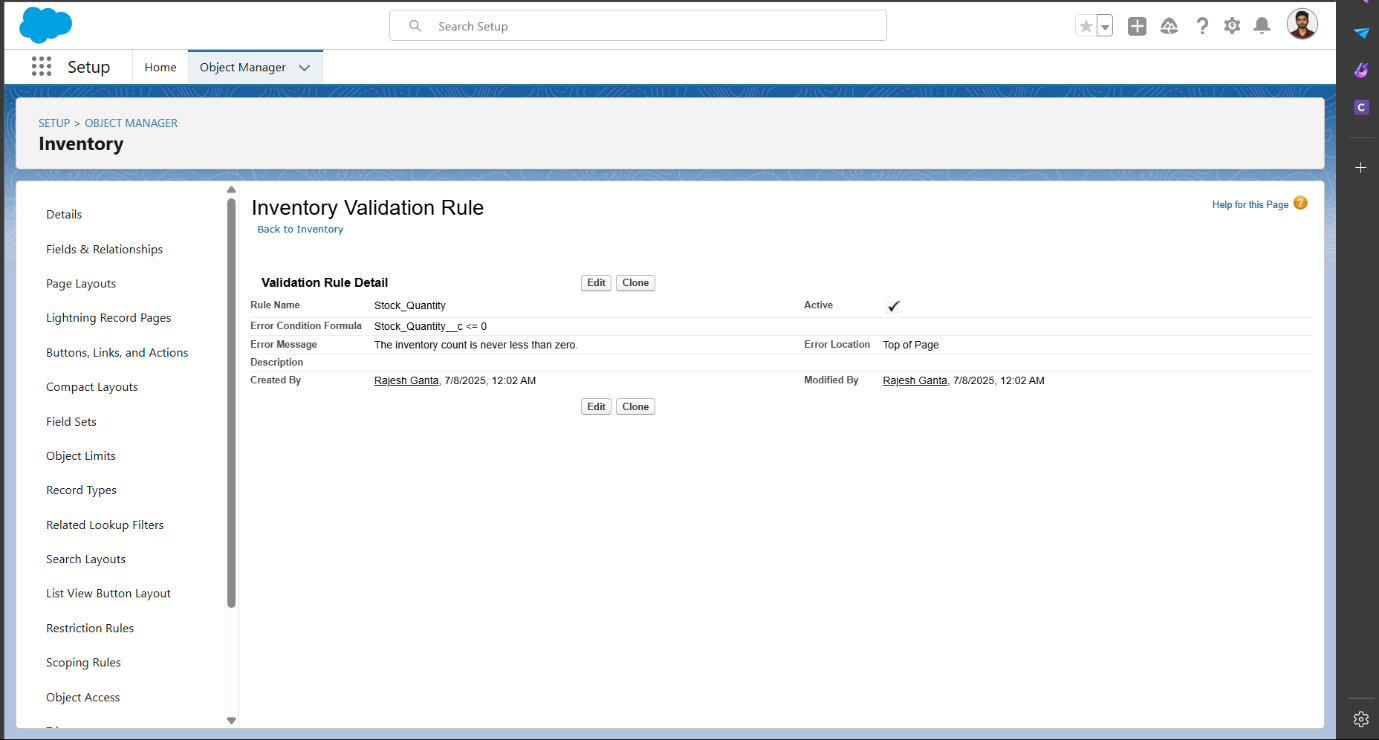 Search Setup
Setup
Home
Object Manager
SETUP > OBJECT MANAGER
Inventory
Details
Fields & Relationships
Page Layouts
Lightning Record Pages
Buttons, Links, and Actions
Compact Layouts
Field Sets
Object Limits
Record Types
Related Lookup Filters
Search Layouts
List View Button Layout
Restriction Rules
Scoping Rules
Object Access
Inventory Validation Rule
Help for this Page ?
Back to Inventory
Validation Rule Detail
Edit Clone
Rule Name Stock_Quantity Active ✓
Error Condition Formula Stock_Quantity__c <= 0
Error Message The inventory count is never less than zero. Error Location Top of Page
Description
Created By Rajesh Ganta, 7/8/2025, 12:02 AM Modified By Rajesh Ganta, 7/8/2025, 12:02 AM
Edit Clone
C